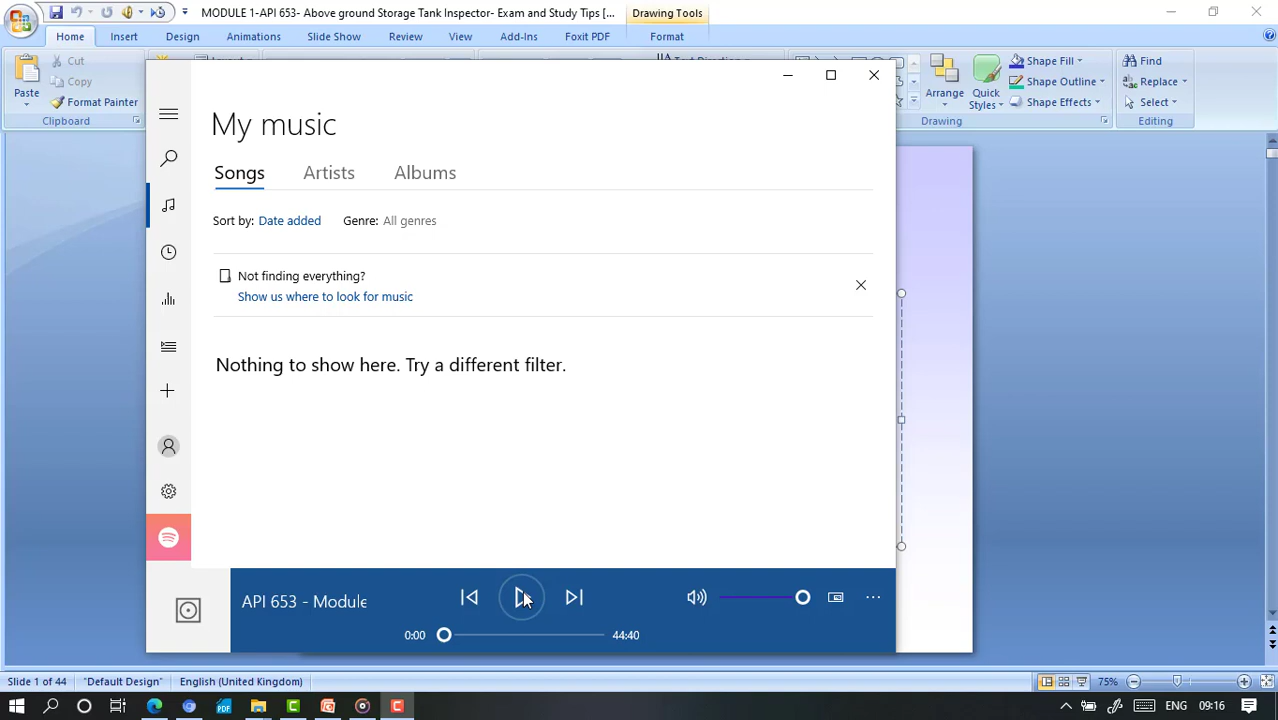 MODULE 1-API 653- Above ground Storage Tank Inspector- Exam and Study Tips [...
Drawing Tools
Home
Insert
Design
Animations
Slide Show
Review
View
Add-Ins
Foxit PDF
Format
Paste
Cut
Copy
Format Painter
Clipboard
Arrange
Quick
Styles
Shape Fill
Shape Outline
Shape Effects
Drawing
Find
Replace
Select
Editing
My music
Songs
Artists
Albums
Sort by: Date added
Genre: All genres
Not finding everything?
Show us where to look for music
Nothing to show here. Try a different filter.
API 653 - Module
0:00
44:40
Slide 1 of 44
"Default Design"
English (United Kingdom)
75%
PDF
ENG
09:16